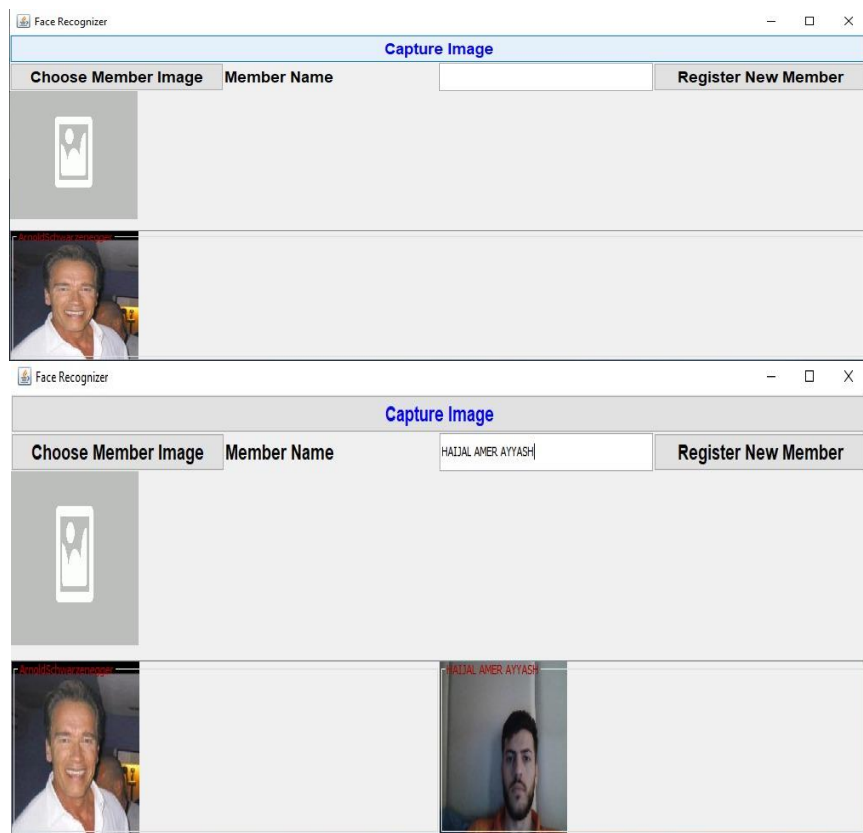 Face Recognizer
Capture Image
Choose Member Image Member Name Register New Member
ArnoldSchwarzenegger
Face Recognizer
Capture Image
Choose Member Image Member Name HAIJAL AMER AYYASH Register New Member
ArnoldSchwarzenegger HAIJAL AMER AYYASH